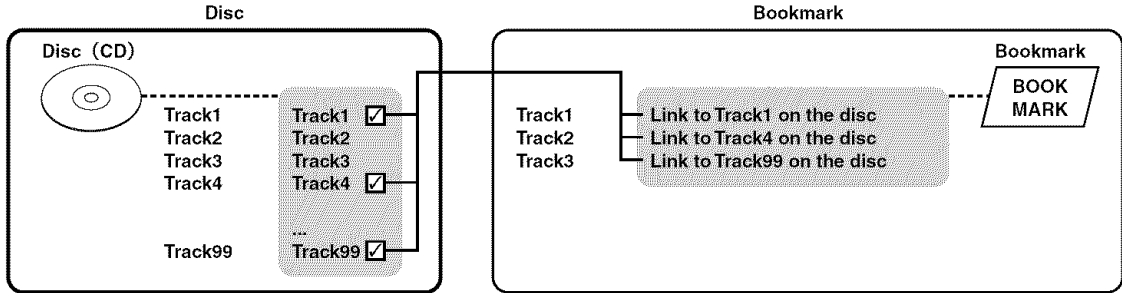 Disc
Disc (CD)
Track1 Track1
Track2 Track2
Track3 Track3
Track4 Track4
...
Track99 Track99
Bookmark
Bookmark
BOOK
MARK
Track1 Link to Track1 on the disc
Track2 Link to Track4 on the disc
Track3 Link to Track99 on the disc